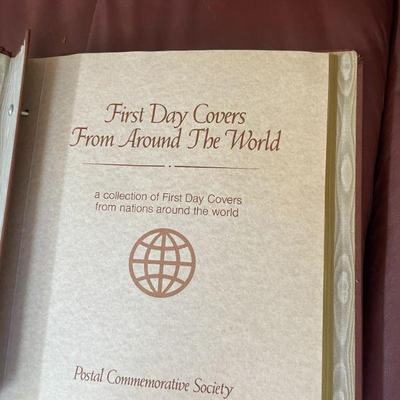 First Day Covers
From Around The World
a collection of First Day Covers
from nations around the world
Postal Commemorative Society